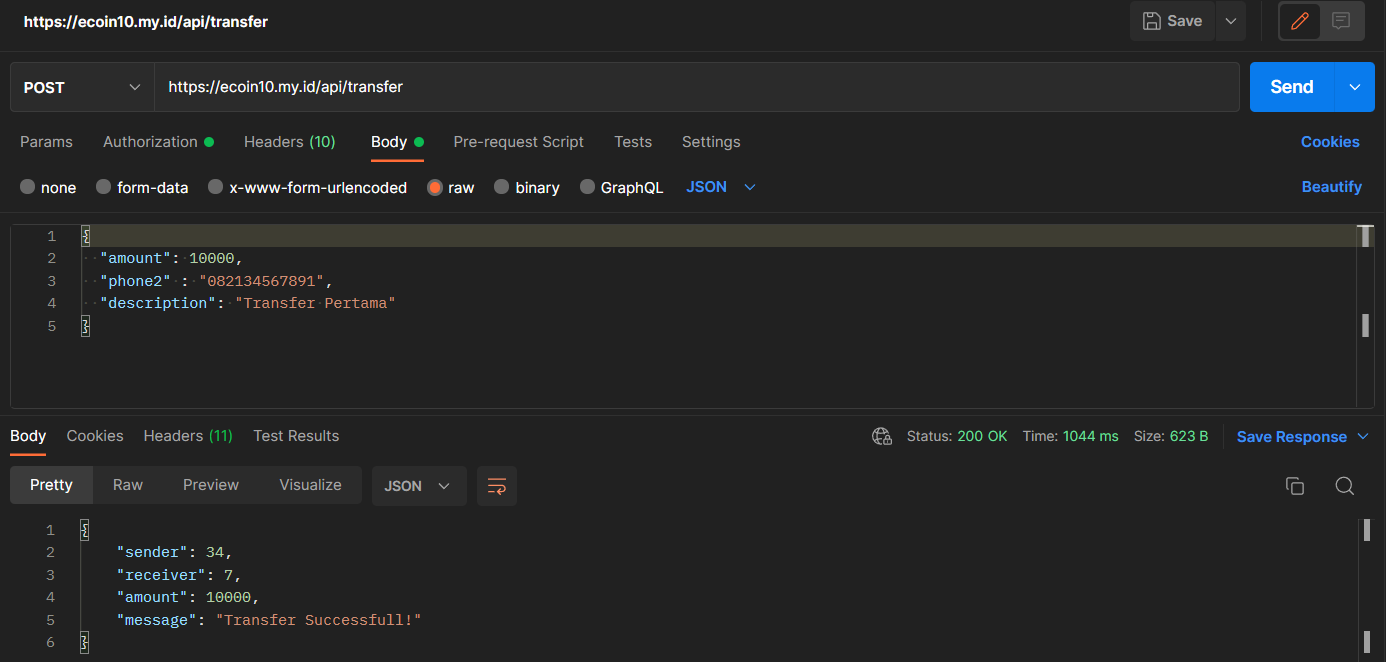 https://ecoin10.my.id/api/transfer Save
POST https://ecoin10.my.id/api/transfer Send
Params Authorization Headers (10) Body Pre-request Script Tests Settings Cookies
none form-data x-www-form-urlencoded raw binary GraphQL JSON Beautify
1 {
2 "amount": 10000,
3 "phone2" : "082134567891",
4 "description": "Transfer Pertama"
5 }
Body Cookies Headers (11) Test Results Status: 200 OK Time: 1044 ms Size: 623 B Save Response
Pretty Raw Preview Visualize JSON
1 {
2 "sender": 34,
3 "receiver": 7,
4 "amount": 10000,
5 "message": "Transfer Successfull!"
6 }